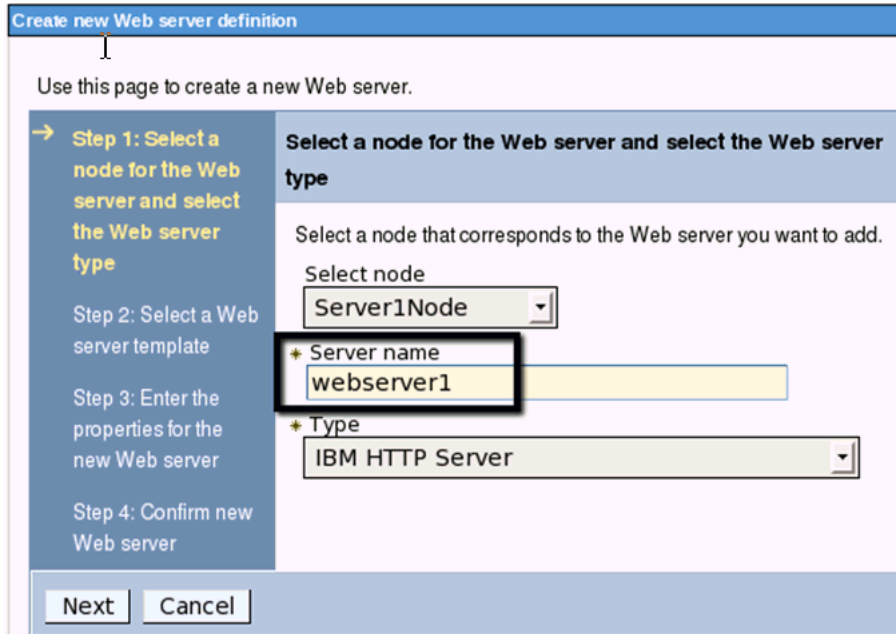 Create new Web server definition
Use this page to create a new Web server.
Step 1: Select a
node for the Web
server and select
the Web server
type
Step 2: Select a Web
server template
Step 3: Enter the
properties for the
new Web server
Step 4: Confirm new
Web server
Select a node for the Web server and select the Web server
type
Select a node that corresponds to the Web server you want to add.
Select node
Server1Node
* Server name
webserver1
* Type
IBM HTTP Server
Next Cancel